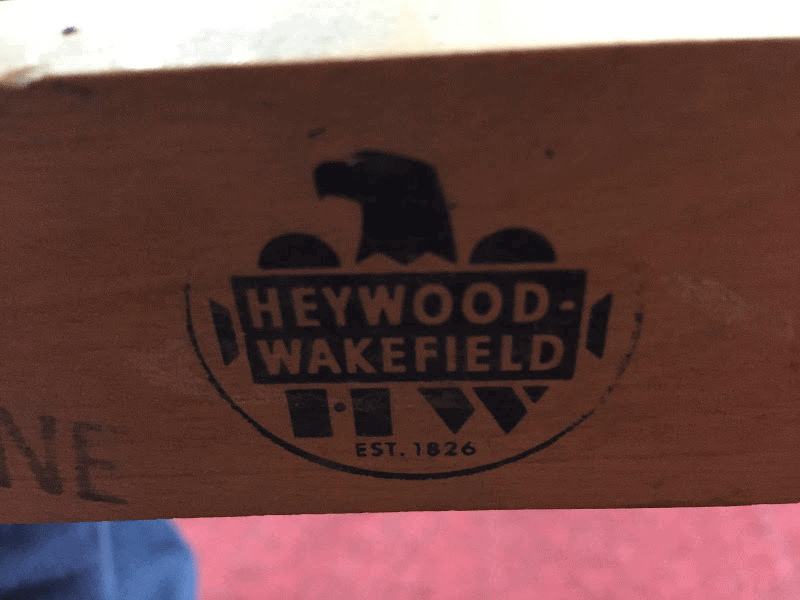 HEYWOOD-
WAKEFIELD
H·W
EST. 1826
NE